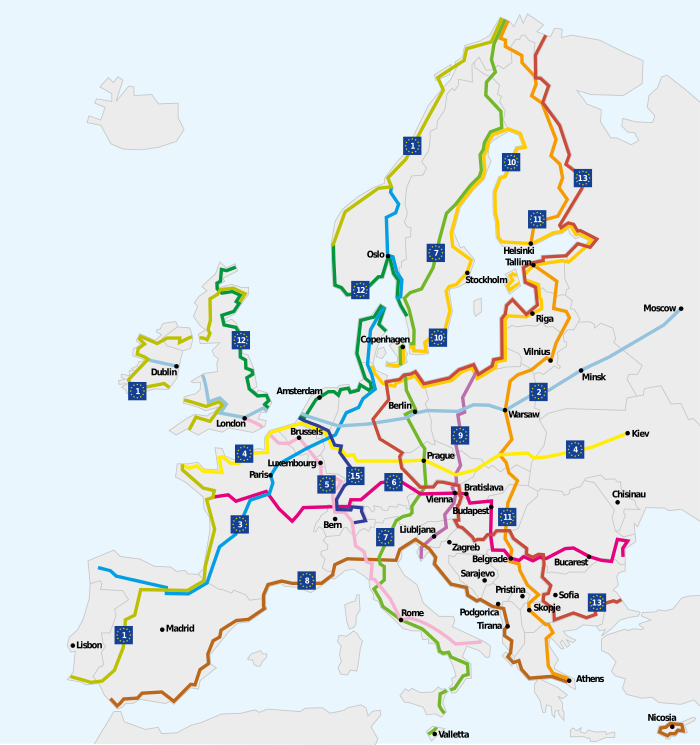 1
10
13
11
Helsinki
7
Oslo
Tallinn
Stockholm
12
Moscow
Riga
10
12
Copenhagen
Vilnius
Dublin
Minsk
1
Amsterdam
2
Berlin
Warsaw
London
Brussels
9
Kiev
4
4
Prague
Luxembourg
Paris
15
5
6
Bratislava
Vienna
Chisinau
Budapest
11
3
Bern
Liubljana
7
Zagreb
Belgrade
Bucarest
8
Sarajevo
Pristina
Sofia
13
Podgorica
Skopje
Rome
Tirana
1
Madrid
Lisbon
Athens
Nicosia
Valletta